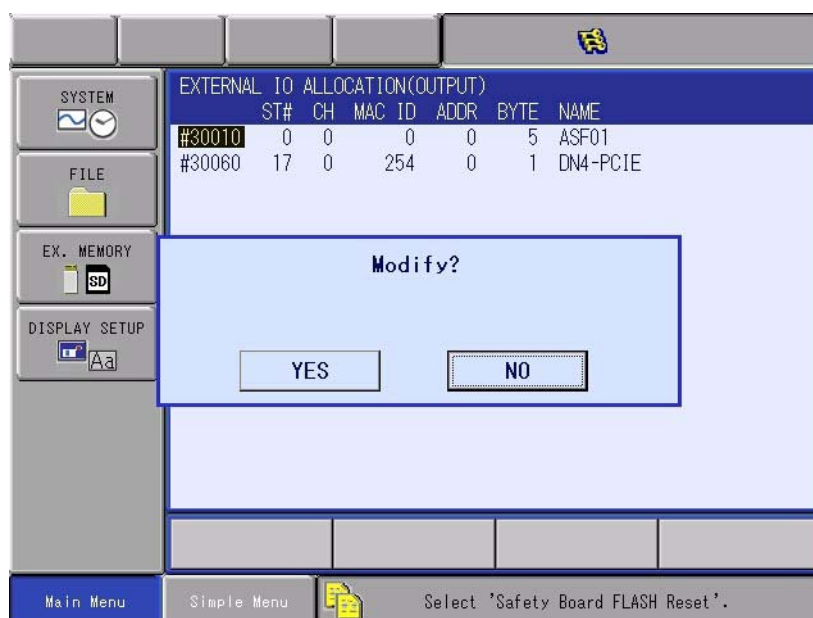 SYSTEM
FILE
EX. MEMORY
SD
DISPLAY SETUP
Aa
EXTERNAL IO ALLOCATION(OUTPUT)
ST# CH MAC ID ADDR BYTE NAME
#30010 0 0 0 0 5 ASF01
#30060 17 0 254 0 1 DN4-PCIE
Modify?
YES NO
Main Menu Simple Menu Select 'Safety Board FLASH Reset'.